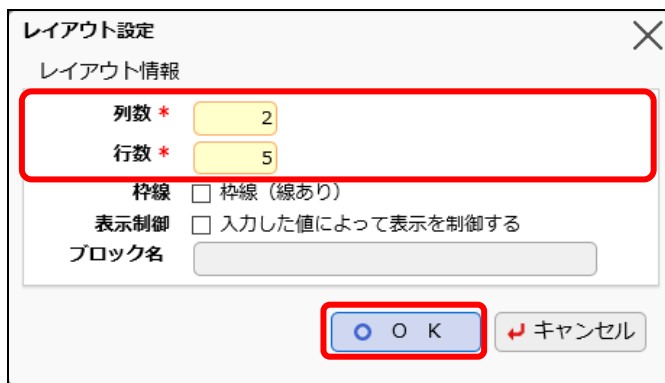 レイアウト設定
レイアウト情報
列数 * 2
行数 * 5
枠線 枠線（線あり）
表示制御 入力した値によって表示を制御する
ブロック名
O K キャンセル